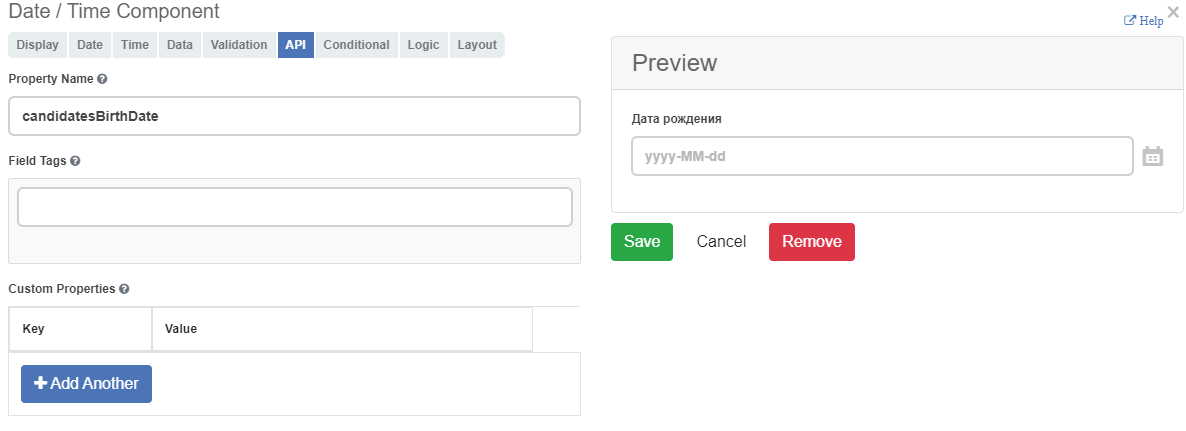 Date / Time Component
Help ×
Display Date Time Data Validation API Conditional Logic Layout
Property Name
candidatesBirthDate
Field Tags
Custom Properties
Key Value
Add Another
Preview
Дата рождения
yyyy-MM-dd
Save Cancel Remove